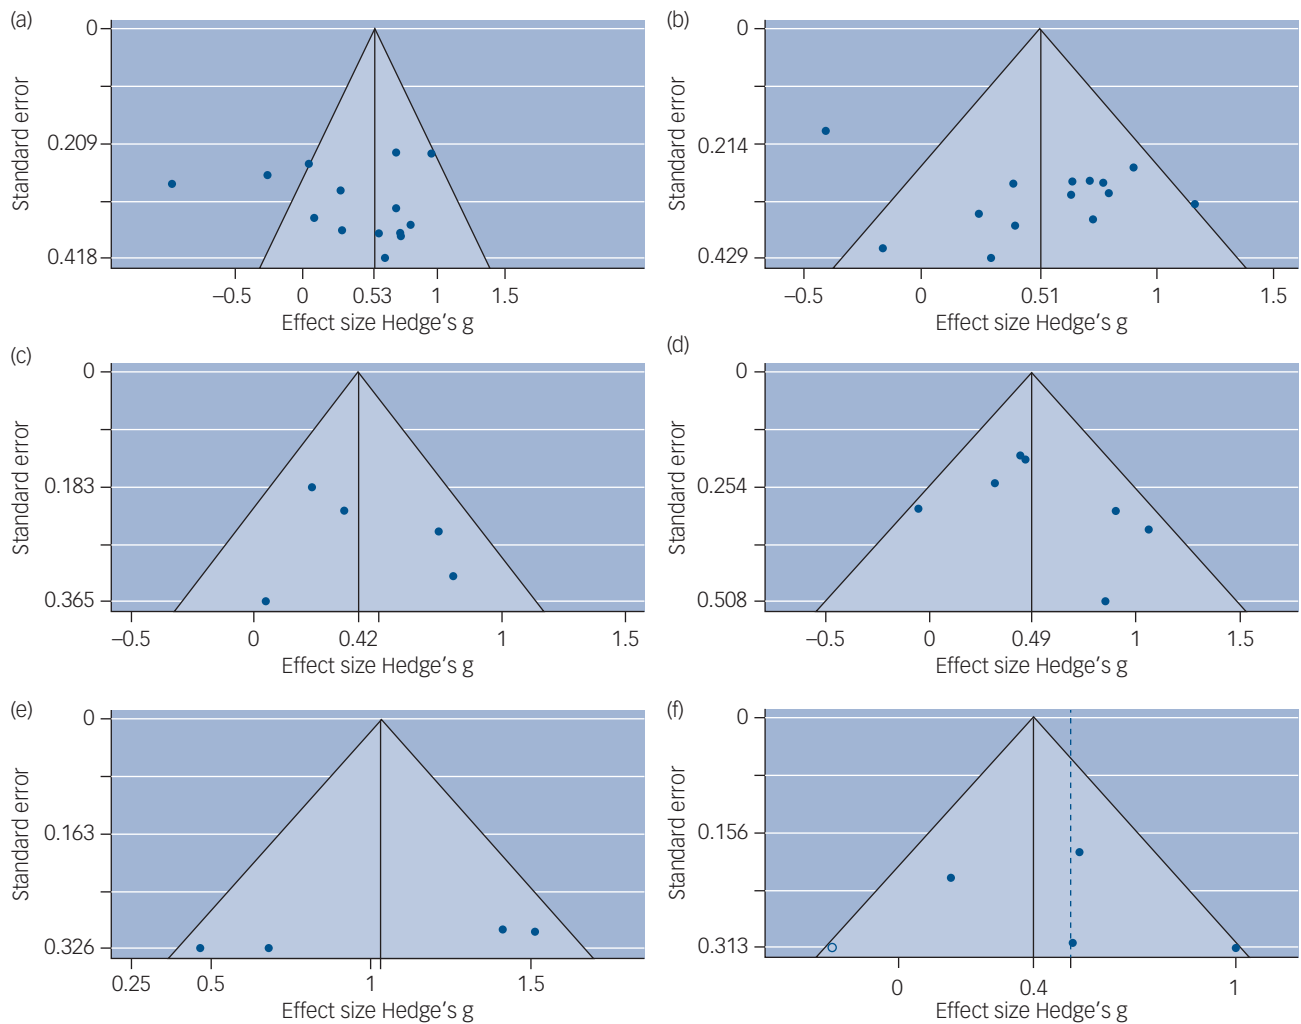 (a)
Standard error
0
0.209
0.418
–0.5 0 0.53 1 1.5
Effect size Hedge's g
(b)
Standard error
0
0.214
0.429
–0.5 0 0.51 1 1.5
Effect size Hedge's g
(c)
Standard error
0
0.183
0.365
–0.5 0 0.42 1 1.5
Effect size Hedge's g
(d)
Standard error
0
0.254
0.508
–0.5 0 0.49 1 1.5
Effect size Hedge's g
(e)
Standard error
0
0.163
0.326
0.25 0.5 1 1.5
Effect size Hedge's g
(f)
Standard error
0
0.156
0.313
0 0.4 1
Effect size Hedge's g